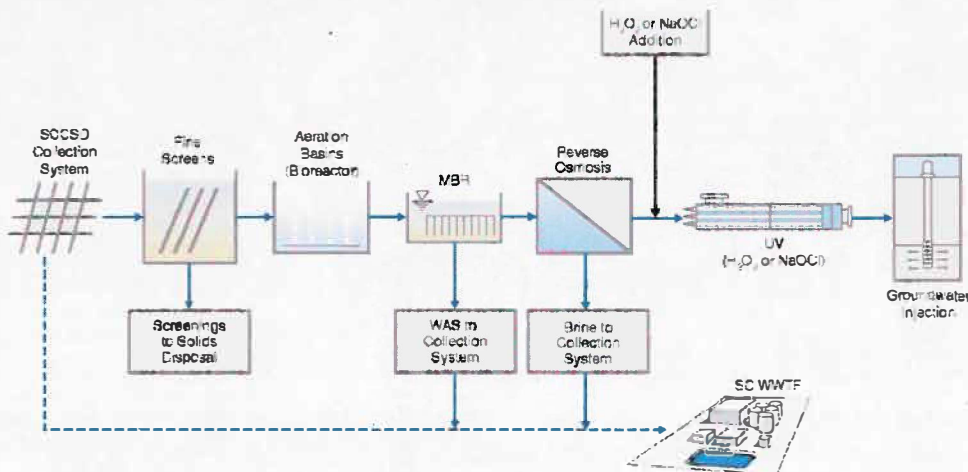 H₂O₂ or NaOCl
Addition
SCCSD
Collection
System
Fine
Screens
Aeration
Basins
(Bioreactor)
MBR
Reverse
Osmosis
UV
(H₂O₂ or NaOCl)
Groundwater
Injection
Screenings
to Solids
Disposal
WAS to
Collection
System
Brine to
Collection
System
SC WWTF